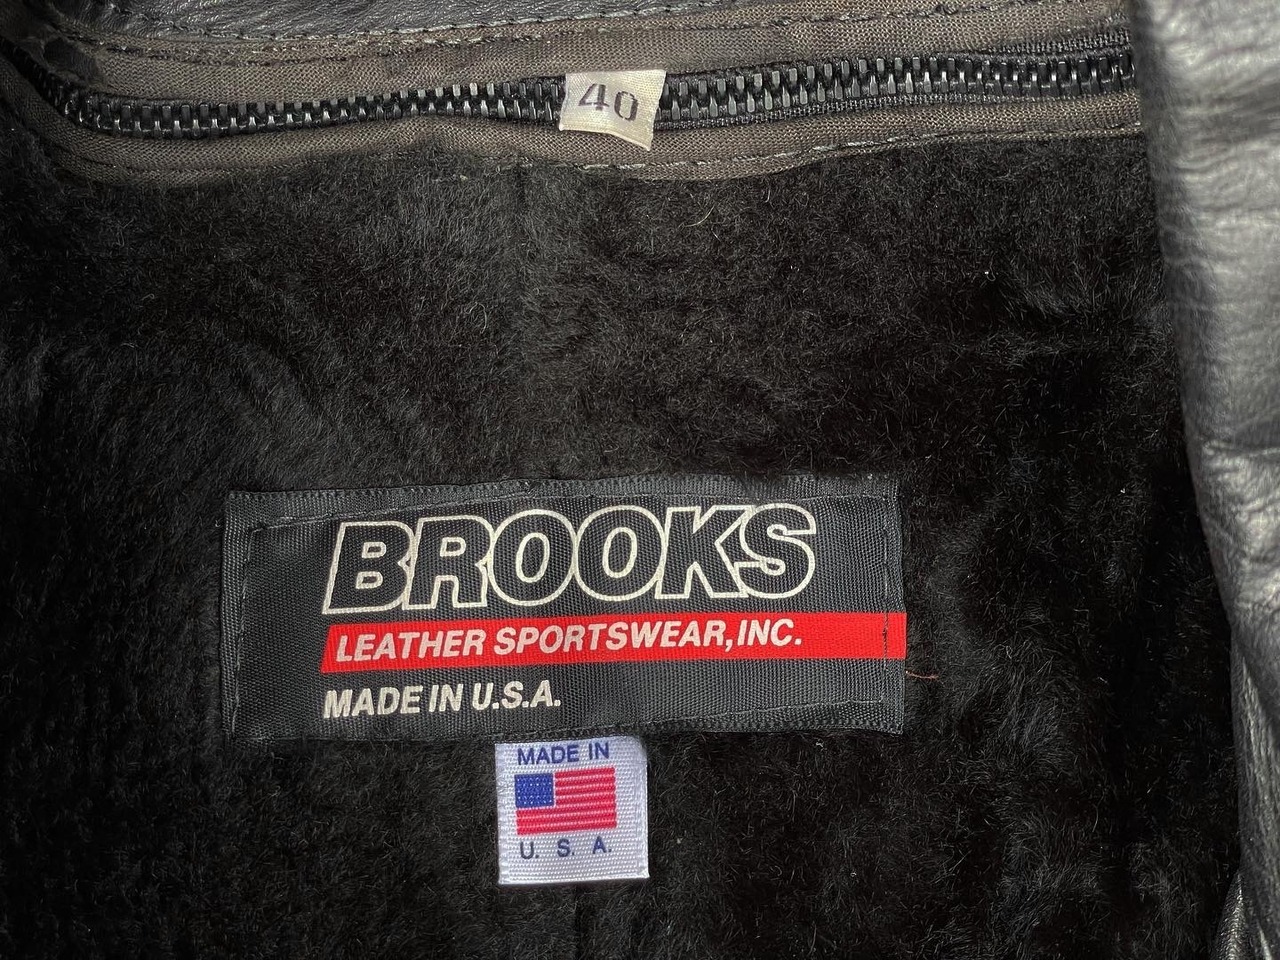 40
BROOKS
LEATHER SPORTSWEAR, INC.
MADE IN U.S.A.
MADE IN
U. S. A.